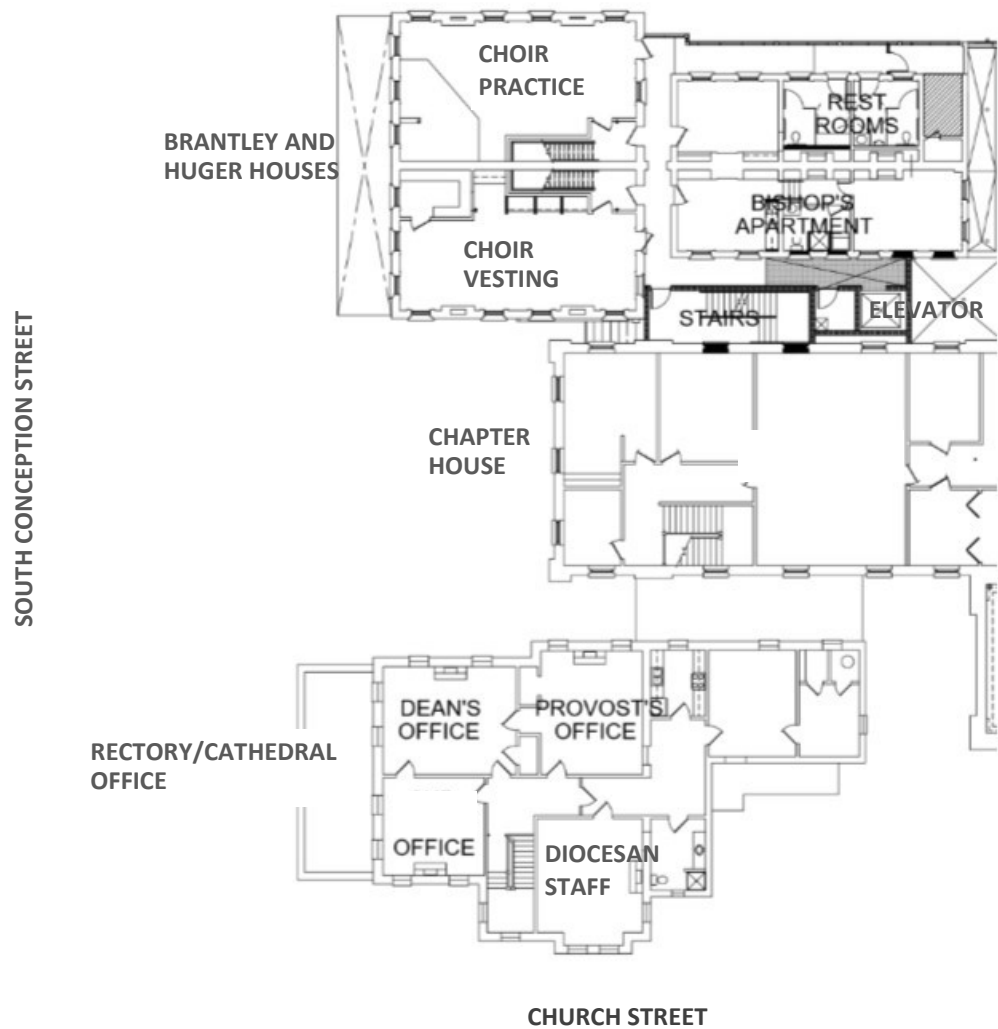 CHOIR
PRACTICE
REST
ROOMS
BRANTLEY AND
HUGER HOUSES
BISHOP'S
APARTMENT
CHOIR
VESTING
STAIRS
ELEVATOR
SOUTH CONCEPTION STREET
CHAPTER
HOUSE
DEAN'S
OFFICE
PROVOST'S
OFFICE
RECTORY/CATHEDRAL
OFFICE
OFFICE
DIOCESAN
STAFF
CHURCH STREET